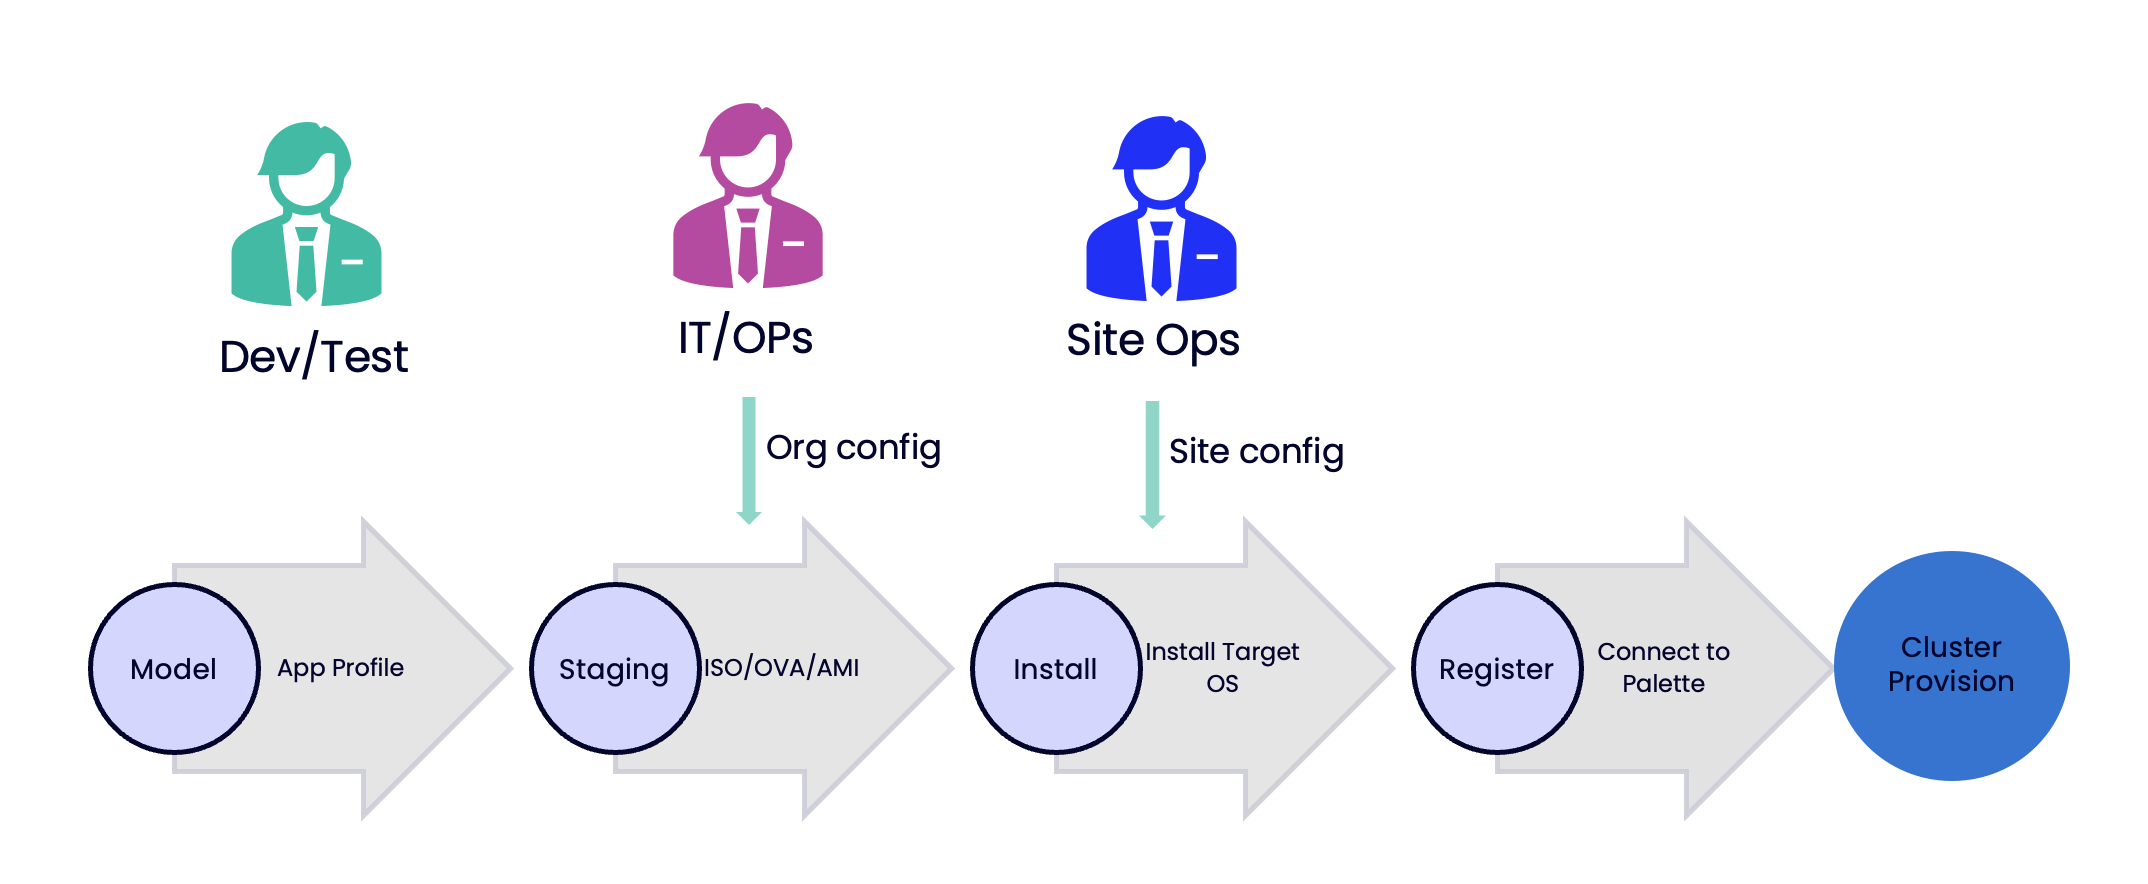 Dev/Test
IT/OPs
Site Ops
Org config
Site config
Model
App Profile
Staging
ISO/OVA/AMI
Install
Install Target
OS
Register
Connect to
Palette
Cluster
Provision